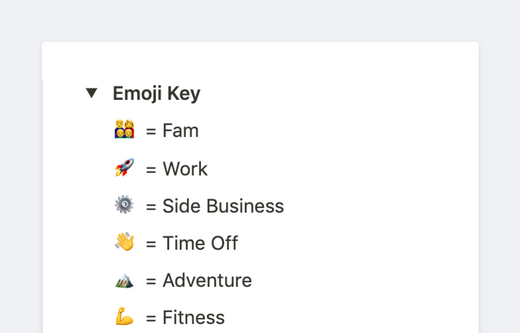 ▼ Emoji Key
👨‍👩‍👧‍👦 = Fam
🚀 = Work
⚙️ = Side Business
👋 = Time Off
🏔️ = Adventure
💪 = Fitness